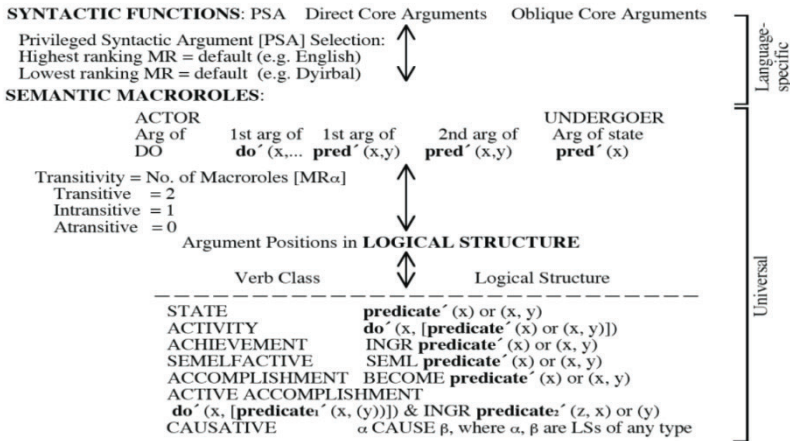 SYNTACTIC FUNCTIONS: PSA Direct Core Arguments Oblique Core Arguments
Privileged Syntactic Argument [PSA] Selection:
Highest ranking MR = default (e.g. English)
Lowest ranking MR = default (e.g. Dyirbal)
Language-
specific
SEMANTIC MACROROLES:
ACTOR UNDERGOER
Arg of 1st arg of 1st arg of 2nd arg of Arg of state
DO do´ (x,... pred´ (x,y) pred´ (x,y) pred´ (x)
Transitivity = No. of Macroroles [MRα]
Transitive = 2
Intransitive = 1
Atransitive = 0
Argument Positions in LOGICAL STRUCTURE
Verb Class Logical Structure
STATE predicate´ (x) or (x, y)
ACTIVITY do´ (x, [predicate´ (x) or (x, y)])
ACHIEVEMENT INGR predicate´ (x) or (x, y)
SEMELFACTIVE SEML predicate´ (x) or (x, y)
ACCOMPLISHMENT BECOME predicate´ (x) or (x, y)
ACTIVE ACCOMPLISHMENT
do´ (x, [predicate₁´ (x, (y))]) & INGR predicate₂´ (z, x) or (y)
CAUSATIVE α CAUSE β, where α, β are LSs of any type
Universal